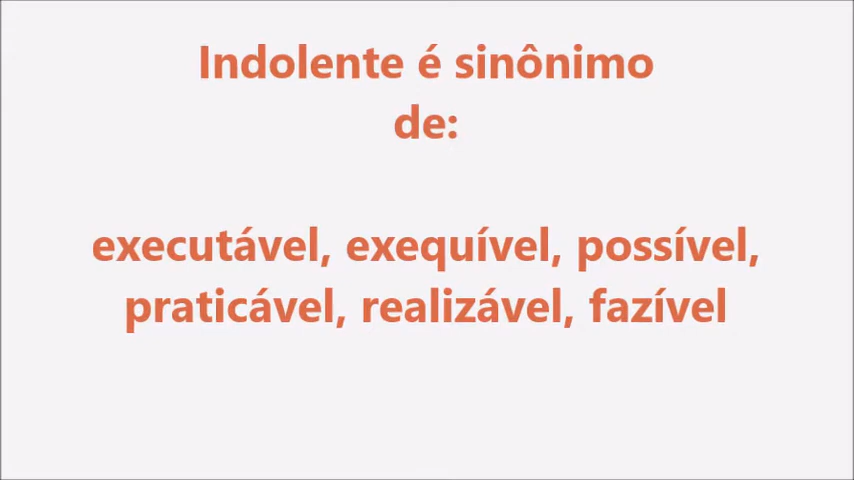 Indolente é sinônimo
de:
executável, exequível, possível,
praticável, realizável, fazível